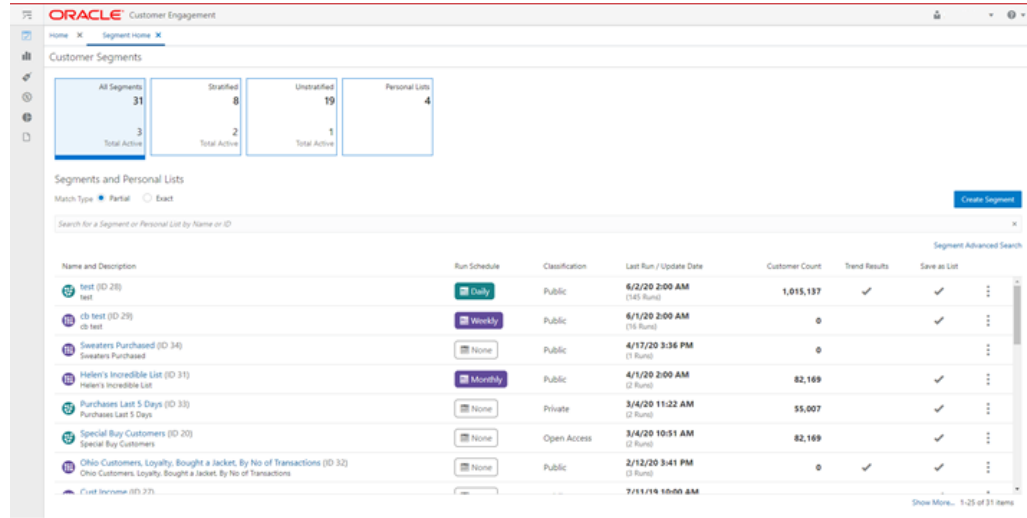 ORACLE Customer Engagement
Home X Segment Home X
Customer Segments
All Segments
31
3
Total Active
Stratified
8
2
Total Active
Unstratified
19
1
Total Active
Personal Lists
4
Segments and Personal Lists
Match Type Partial Exact
Create Segment
Search for a Segment or Personal List by Name or ID
Segment Advanced Search
Name and Description Run Schedule Classification Last Run / Update Date Customer Count Trend Results Save as List
test (ID 28) Daily Public 6/2/20 2:00 AM 1,015,137
test (145 Runs)
cb test (ID 29) Weekly Public 6/1/20 2:00 AM 0
cb test (16 Runs)
Sweaters Purchased (ID 34) None Public 4/17/20 3:36 PM 0
Sweaters Purchased (1 Runs)
Helen's Incredible List (ID 31) Monthly Public 4/1/20 2:00 AM 82,169
Helen's Incredible List (2 Runs)
Purchases Last 5 Days (ID 33) None Private 3/4/20 11:22 AM 55,007
Purchases Last 5 Days (2 Runs)
Special Buy Customers (ID 20) None Open Access 3/4/20 10:51 AM 82,169
Special Buy Customers (2 Runs)
Ohio Customers, Loyalty, Bought a Jacket, By No of Transactions (ID 32) None Public 2/12/20 3:41 PM 0
Ohio Customers, Loyalty, Bought a Jacket, By No of Transactions (3 Runs)
Cust Income (ID 27) 7/11/19 10:00 AM
Show More... 1-25 of 31 items